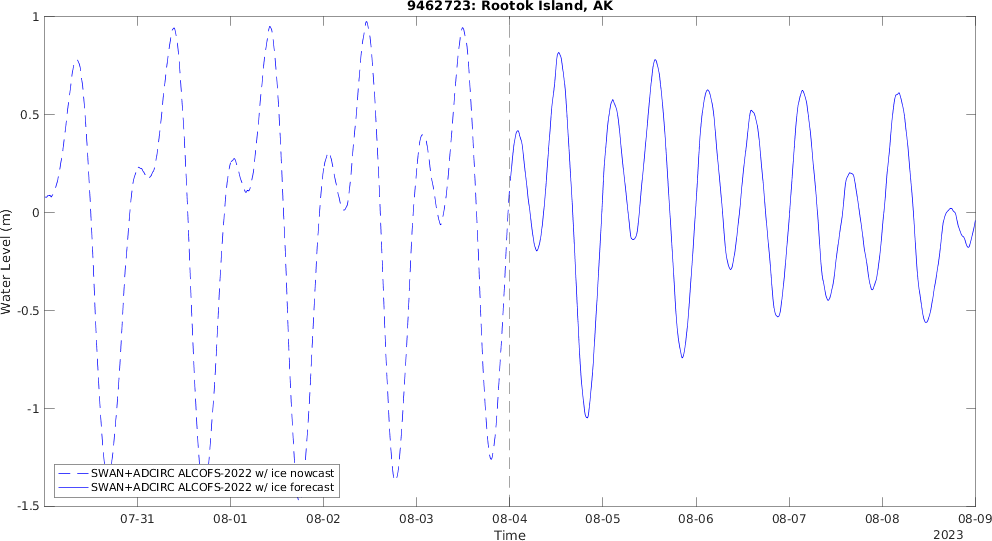 9462723: Rootok Island, AK
1
0.5
0
-0.5
-1
-1.5
Water Level (m)
SWAN+ADCIRC ALCOFS-2022 w/ ice nowcast
SWAN+ADCIRC ALCOFS-2022 w/ ice forecast
07-31 08-01 08-02 08-03 08-04 08-05 08-06 08-07 08-08 08-09
Time
2023